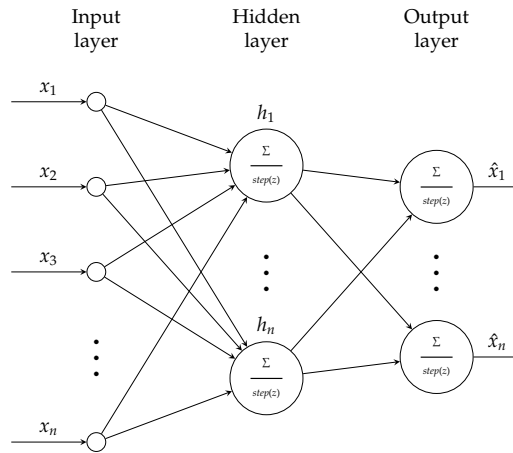 Input layer
Hidden layer
Output layer
x₁
x₂
x₃
xₙ
h₁
Σ
step(z)
hₙ
Σ
step(z)
Σ
step(z)
x̂₁
Σ
step(z)
x̂ₙ